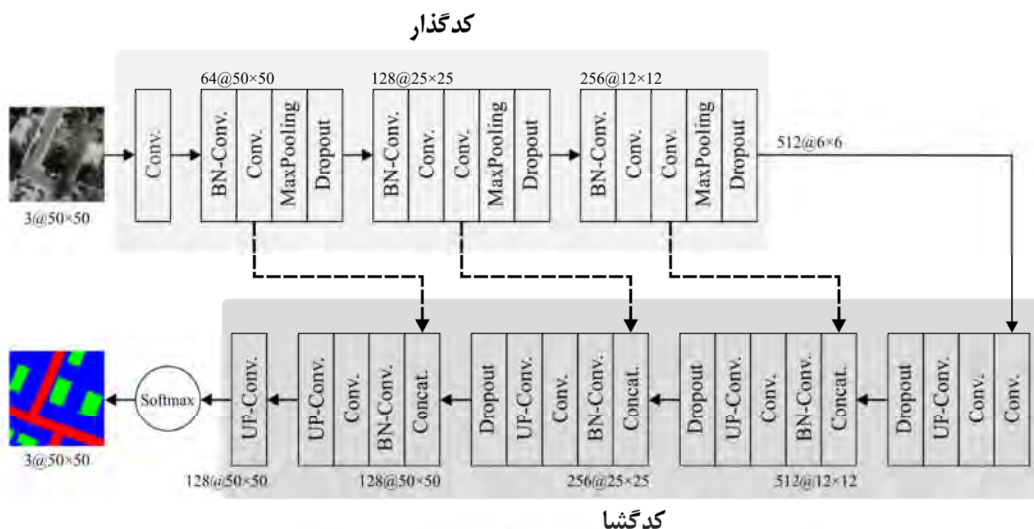 کدگذار
64@50×50
128@25×25
256@12×12
Conv.
BN-Conv.
Conv.
MaxPooling
Dropout
BN-Conv.
Conv.
Conv.
MaxPooling
Dropout
BN-Conv.
Conv.
Conv.
MaxPooling
Dropout
512@6×6
3@50×50
Softmax
UP-Conv.
UP-Conv.
Conv.
BN-Conv.
Concat.
Dropout
UP-Conv.
Conv.
BN-Conv.
Concat.
Dropout
UP-Conv.
Conv.
BN-Conv.
Concat.
Dropout
UP-Conv.
Conv.
Conv.
3@50×50
128@50×50
128@50×50
256@25×25
512@12×12
کدگشا